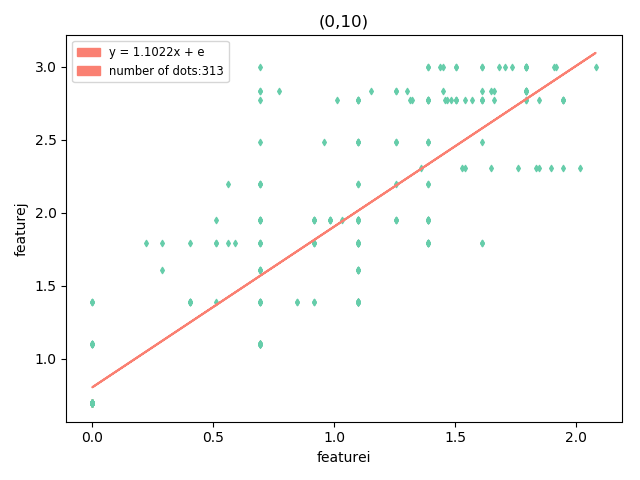 (0,10)
y = 1.1022x + e
number of dots:313
3.0
2.5
2.0
1.5
1.0
featurej
0.0 0.5 1.0 1.5 2.0
featurei